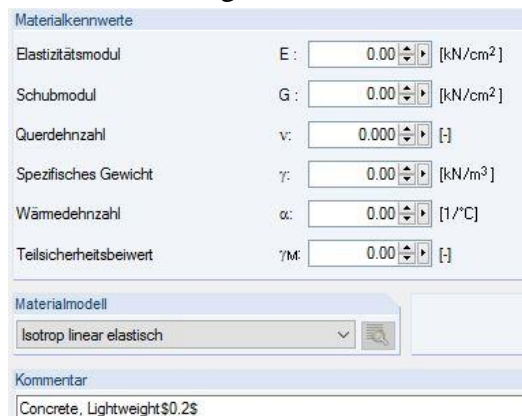 Materialkennwerte
Elastizitätsmodul E : 0.00 [kN/cm²]
Schubmodul G : 0.00 [kN/cm²]
Querdehnzahl ν: 0.000 [-]
Spezifisches Gewicht γ: 0.00 [kN/m³]
Wärmedehnzahl α: 0.00 [1/°C]
Teilsicherheitsbeiwert γM: 0.00 [-]
Materialmodell
Isotrop linear elastisch
Kommentar
Concrete, Lightweight$0.2$